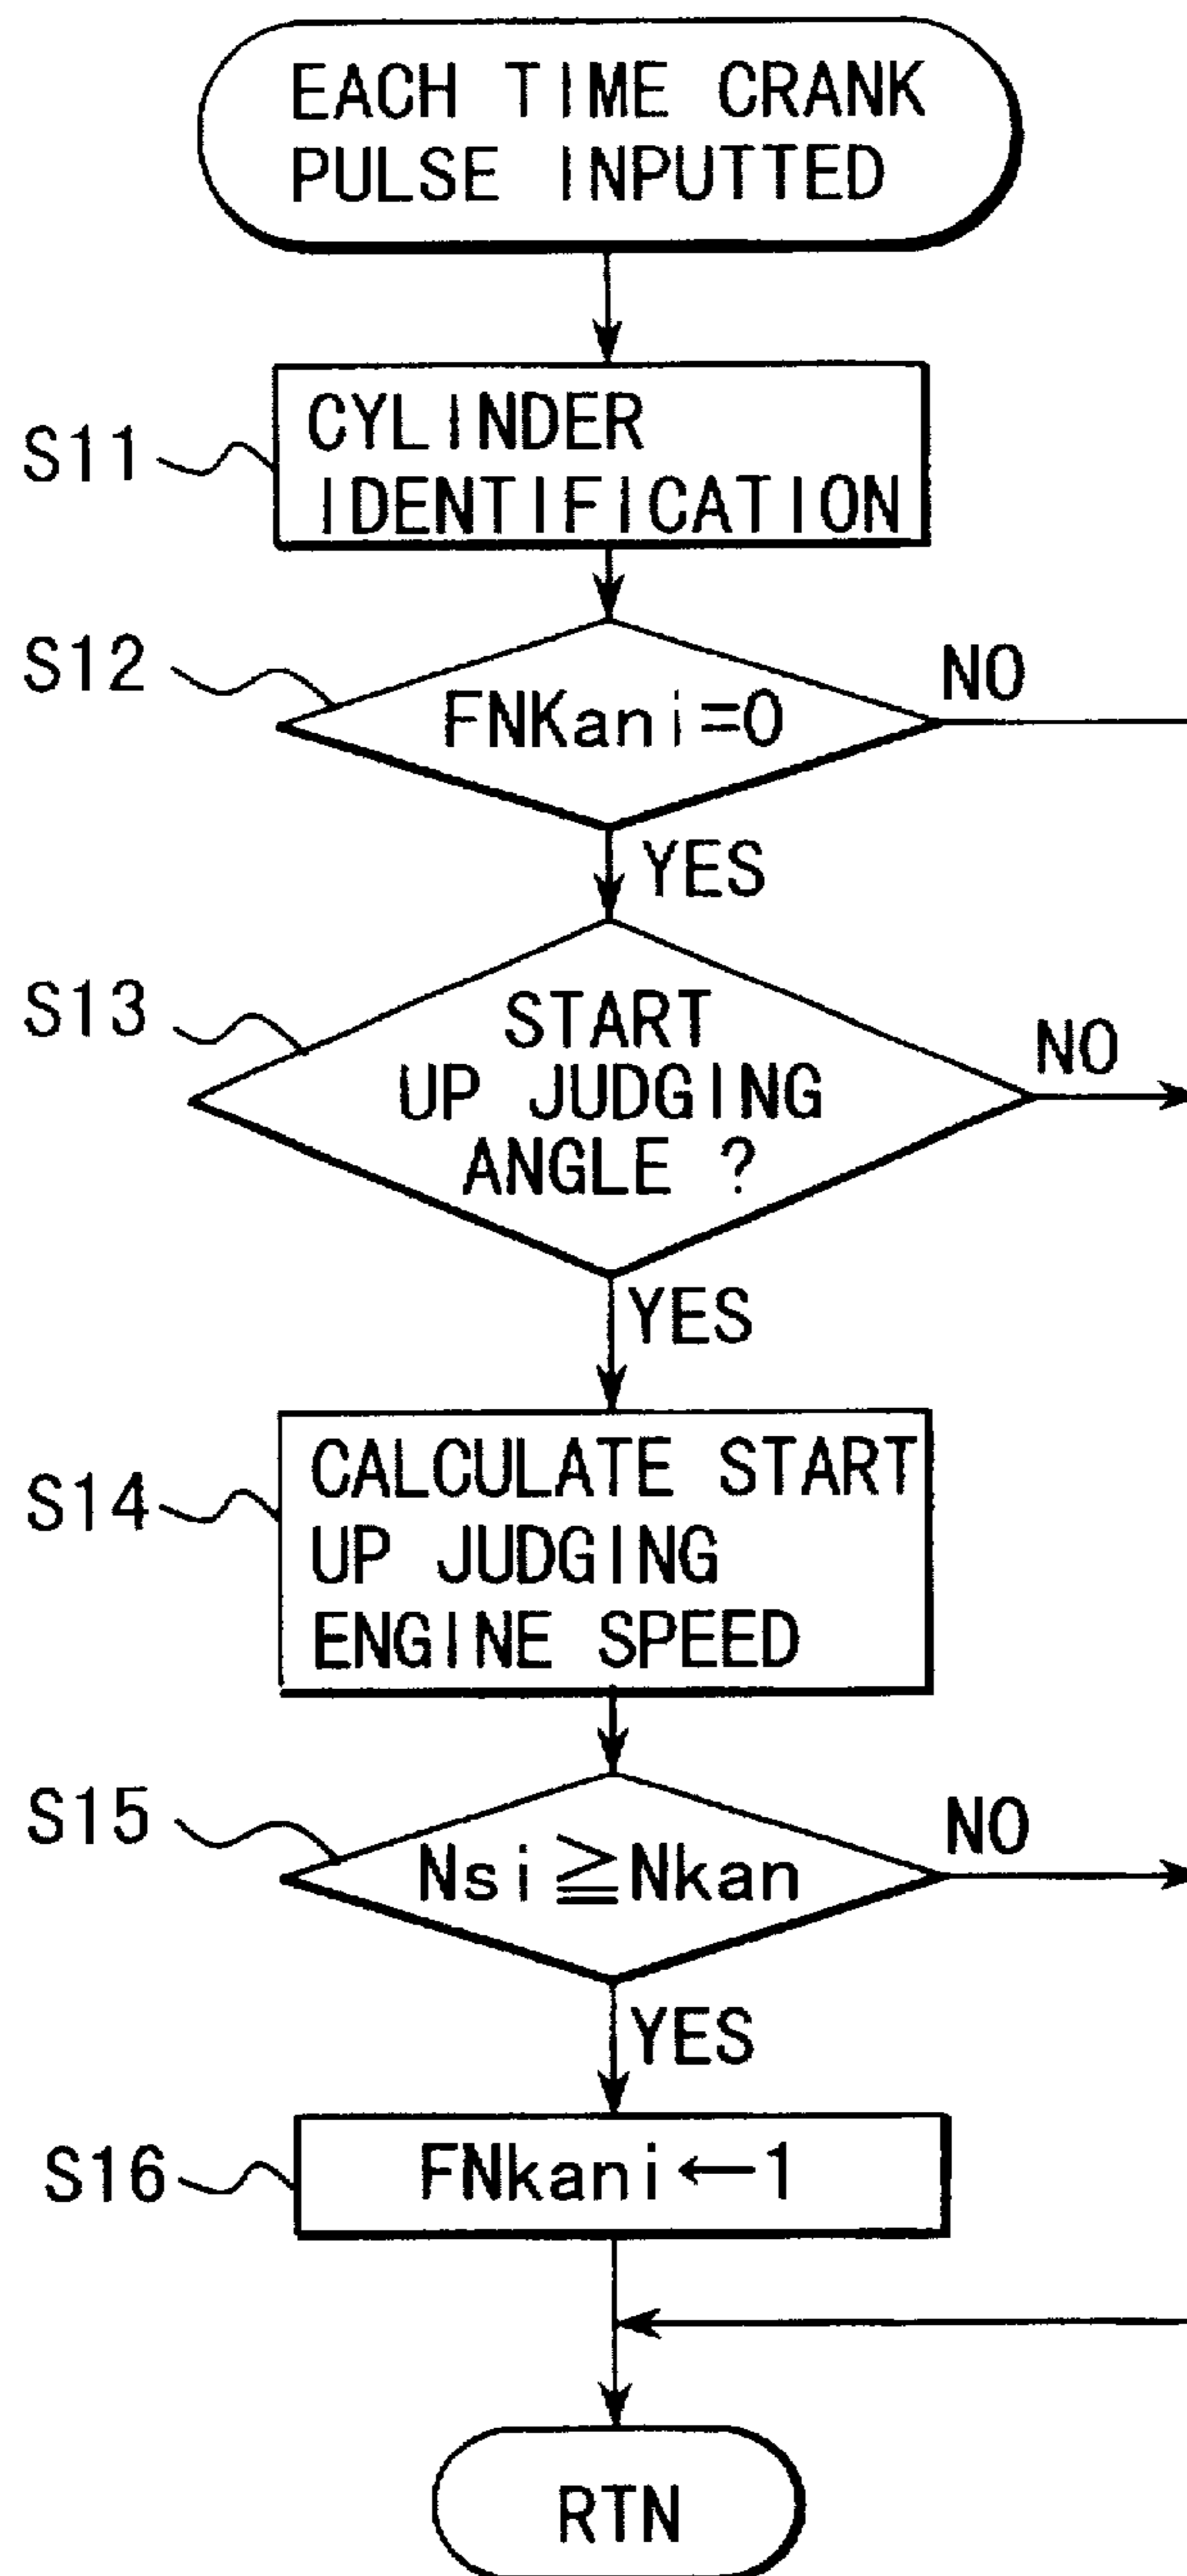 EACH TIME CRANK
PULSE INPUTTED
S11
CYLINDER
IDENTIFICATION
S12
FNKani=0
NO
YES
S13
START
UP JUDGING
ANGLE ?
NO
YES
S14
CALCULATE START
UP JUDGING
ENGINE SPEED
S15
Nsi≧Nkan
NO
YES
S16
FNkani←1
RTN